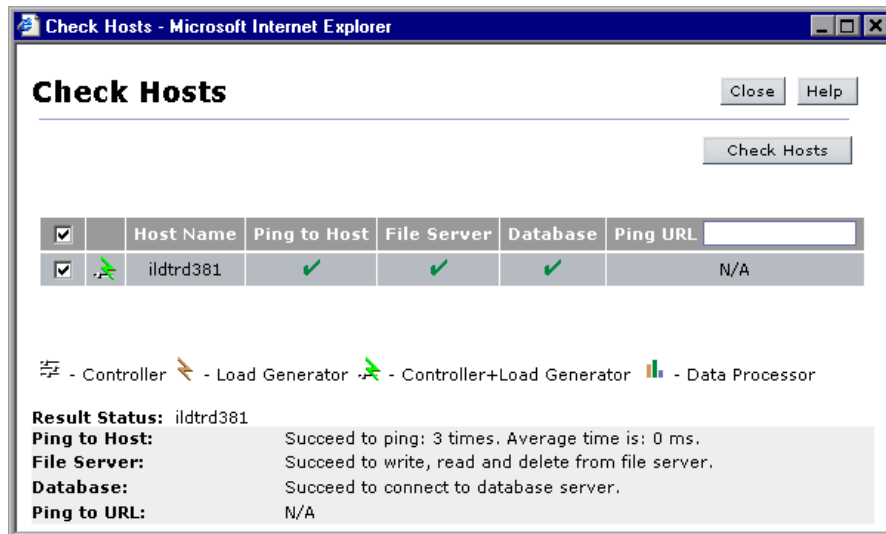 Check Hosts - Microsoft Internet Explorer
Check Hosts
Close Help
Check Hosts
Host Name Ping to Host File Server Database Ping URL
ildtrd381 N/A
- Controller - Load Generator - Controller+Load Generator - Data Processor
Result Status: ildtrd381
Ping to Host: Succeed to ping: 3 times. Average time is: 0 ms.
File Server: Succeed to write, read and delete from file server.
Database: Succeed to connect to database server.
Ping to URL: N/A